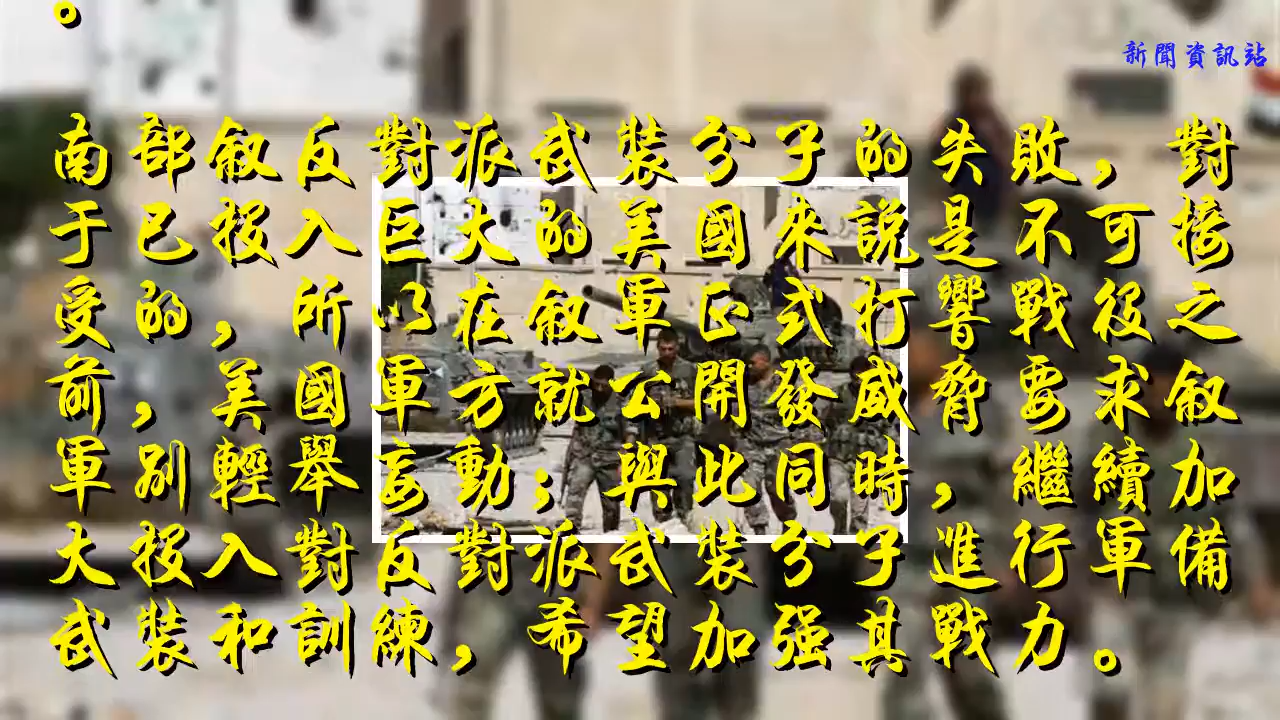 。
新聞資訊站
南部敘反對派武裝分子的失敗，對
于已投入巨大的美國來說是不可接
受的，所以在敘軍正式打響戰役之
前，美國軍方就公開發威脅要求敘
軍別輕舉妄動；與此同時，繼續加
大投入對反對派武裝分子進行軍備
武裝和訓練，希望加强其戰力。